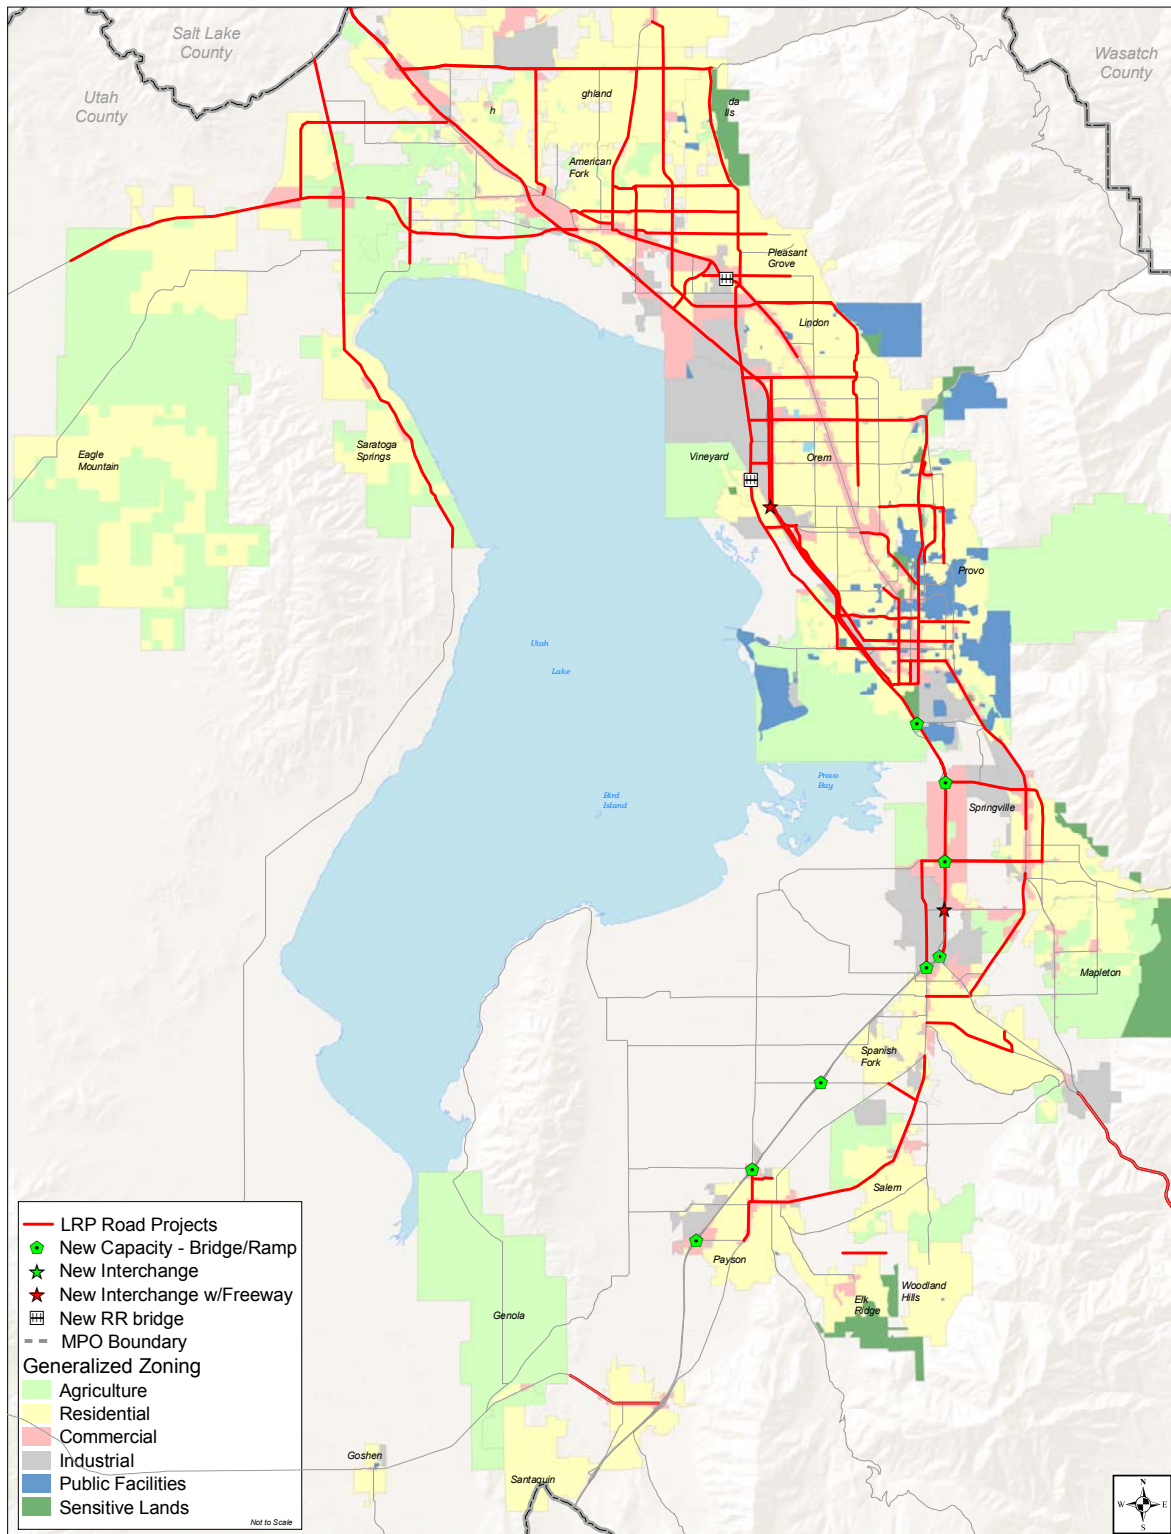 Salt Lake
County
Wasatch
County
Utah
County
ghland
h
da
lls
American
Fork
Pleasant
Grove
Lindon
Eagle
Mountain
Saratoga
Springs
Vineyard
Orem
Provo
Utah
Lake
Bird
Island
Provo
Bay
Springville
Mapleton
Spanish
Fork
Salem
Payson
Woodland
Hills
Elk
Ridge
Genola
Goshen
Santaquin
LRP Road Projects
New Capacity - Bridge/Ramp
New Interchange
New Interchange w/Freeway
New RR bridge
MPO Boundary
Generalized Zoning
Agriculture
Residential
Commercial
Industrial
Public Facilities
Sensitive Lands
Not to Scale
N
W E
S